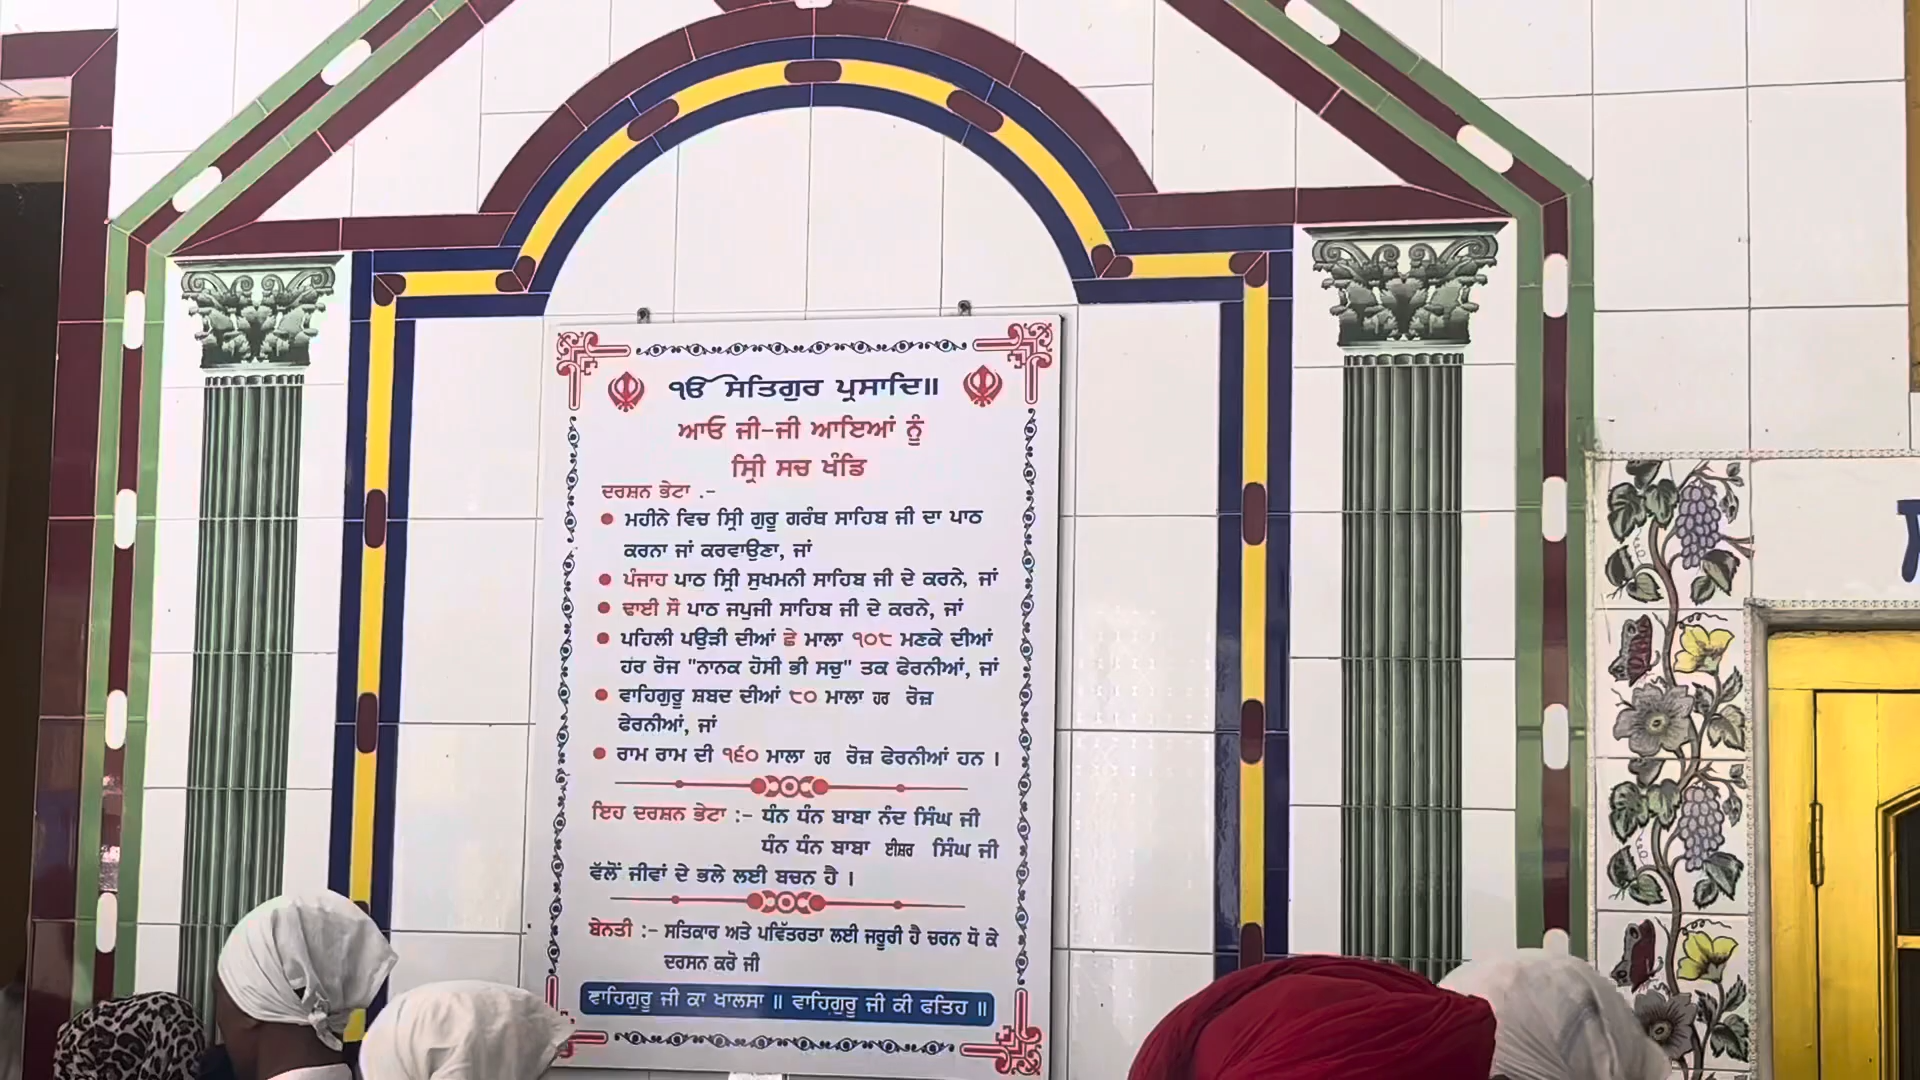 ੴ ਸਤਿਗੁਰ ਪ੍ਰਸਾਦਿ॥
ਆਓ ਜੀ-ਜੀ ਆਇਆਂ ਨੂੰ
ਸ੍ਰੀ ਸਚ ਖੰਡਿ
ਦਰਸ਼ਨ ਭੇਟਾ :-
ਮਹੀਨੇ ਵਿਚ ਸ੍ਰੀ ਗੁਰੂ ਗਰੰਥ ਸਾਹਿਬ ਜੀ ਦਾ ਪਾਠ
ਕਰਨਾ ਜਾਂ ਕਰਵਾਉਣਾ, ਜਾਂ
ਪੰਜਾਹ ਪਾਠ ਸ੍ਰੀ ਸੁਖਮਨੀ ਸਾਹਿਬ ਜੀ ਦੇ ਕਰਨੇ, ਜਾਂ
ਢਾਈ ਸੌ ਪਾਠ ਜਪੁਜੀ ਸਾਹਿਬ ਜੀ ਦੇ ਕਰਨੇ, ਜਾਂ
ਪਹਿਲੀ ਪਉੜੀ ਦੀਆਂ ਛੇ ਮਾਲਾ ੧੦੮ ਮਣਕੇ ਦੀਆਂ
ਹਰ ਰੋਜ "ਨਾਨਕ ਹੋਸੀ ਭੀ ਸਚੁ" ਤਕ ਫੇਰਨੀਆਂ, ਜਾਂ
ਵਾਹਿਗੁਰੂ ਸ਼ਬਦ ਦੀਆਂ ੮੦ ਮਾਲਾ ਹਰ ਰੋਜ਼
ਫੇਰਨੀਆਂ, ਜਾਂ
ਰਾਮ ਰਾਮ ਦੀ ੧੬੦ ਮਾਲਾ ਹਰ ਰੋਜ਼ ਫੇਰਨੀਆਂ ਹਨ ।
ਇਹ ਦਰਸ਼ਨ ਭੇਟਾ :- ਧੰਨ ਧੰਨ ਬਾਬਾ ਨੰਦ ਸਿੰਘ ਜੀ
ਧੰਨ ਧੰਨ ਬਾਬਾ ਈਸ਼ਰ ਸਿੰਘ ਜੀ
ਵੱਲੋਂ ਜੀਵਾਂ ਦੇ ਭਲੇ ਲਈ ਬਚਨ ਹੈ ।
ਬੇਨਤੀ :- ਸਤਿਕਾਰ ਅਤੇ ਪਵਿੱਤਰਤਾ ਲਈ ਜਰੂਰੀ ਹੈ ਚਰਨ ਧੋ ਕੇ
ਦਰਸਨ ਕਰੋ ਜੀ
ਵਾਹਿਗੁਰੂ ਜੀ ਕਾ ਖਾਲਸਾ ॥ ਵਾਹਿਗੁਰੂ ਜੀ ਕੀ ਫਤਿਹ ॥